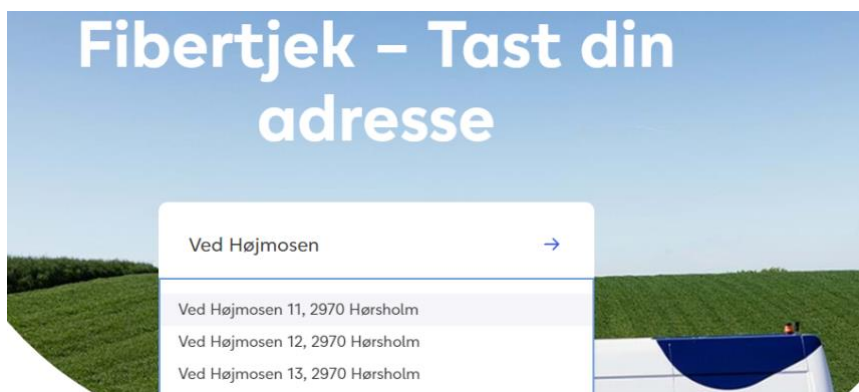 Fibertjek – Tast din
adresse
Ved Højmosen
Ved Højmosen 11, 2970 Hørsholm
Ved Højmosen 12, 2970 Hørsholm
Ved Højmosen 13, 2970 Hørsholm